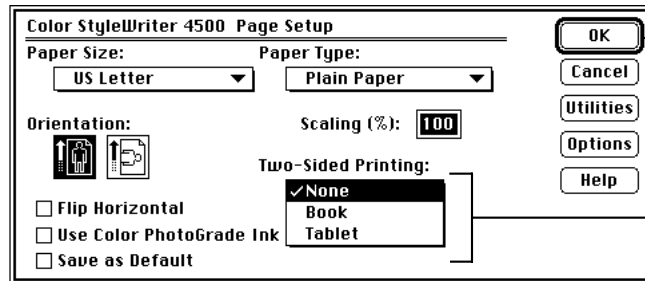 Color StyleWriter 4500 Page Setup
OK
Paper Size:
Paper Type:
US Letter
Plain Paper
Cancel
Utilities
Orientation:
Scaling (%): 100
Options
Two-Sided Printing:
Help
✓None
Flip Horizontal
Book
Use Color PhotoGrade Ink
Tablet
Save as Default